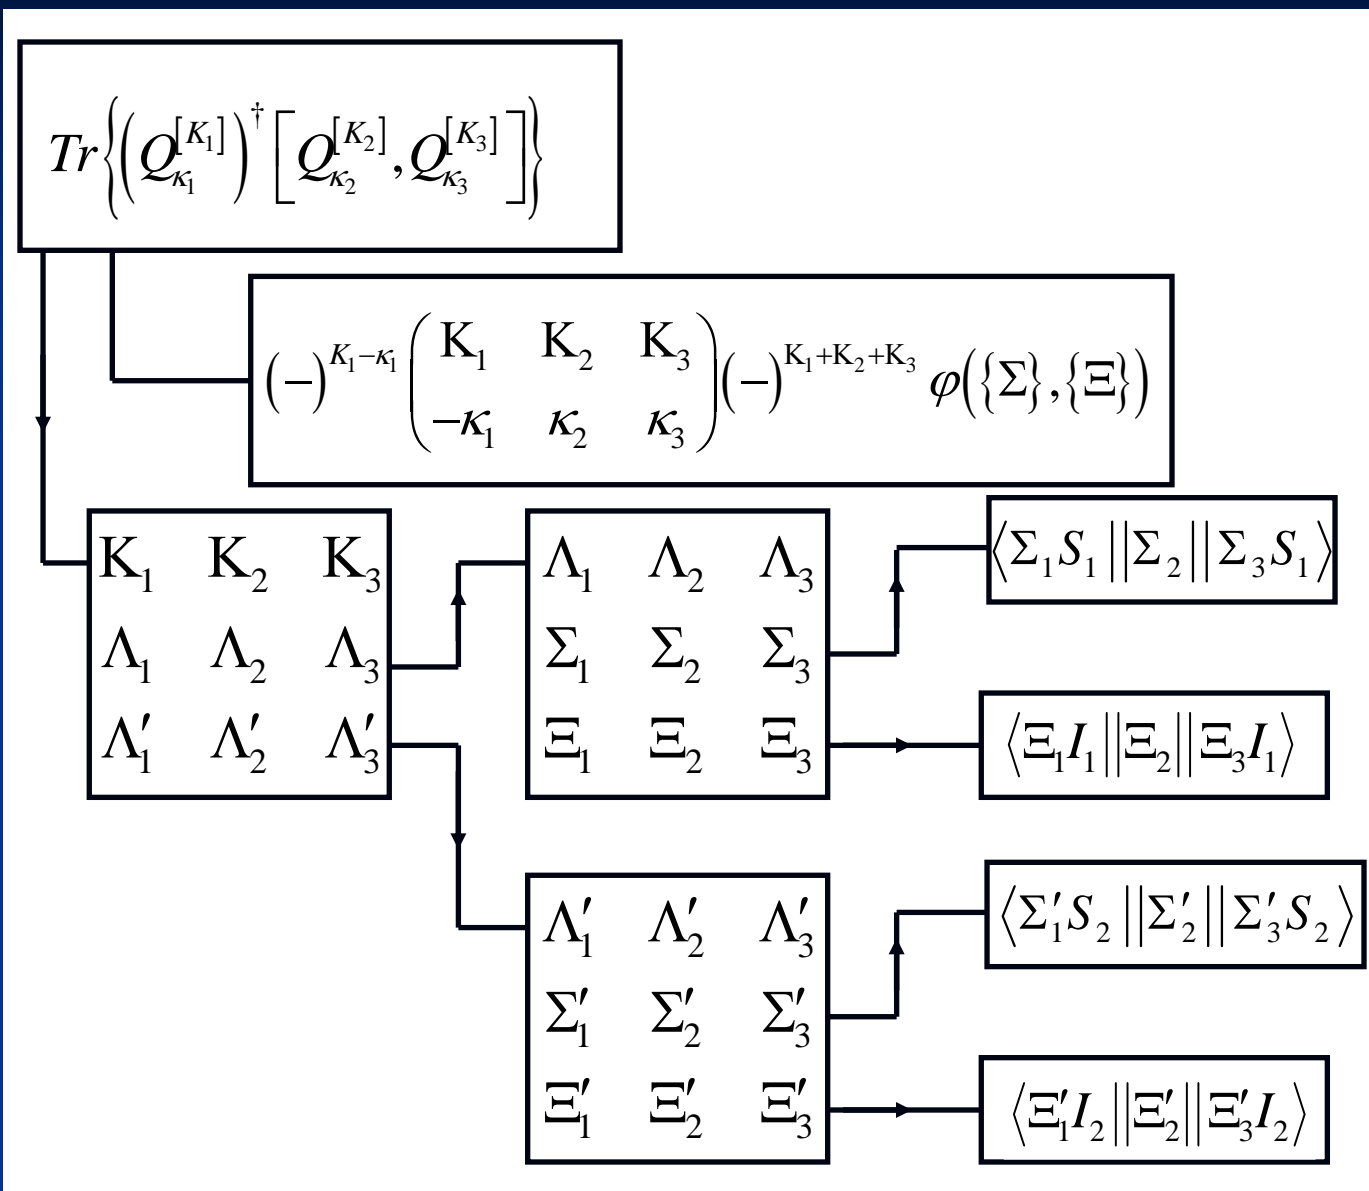 Tr{(Q_{κ₁}^{[K₁]})^† [Q_{κ₂}^{[K₂]}, Q_{κ₃}^{[K₃]}]}
(−)^{K₁−κ₁} (K₁ K₂ K₃ / −κ₁ κ₂ κ₃) (−)^{K₁+K₂+K₃} φ({Σ},{Ξ})
K₁ K₂ K₃
Λ₁ Λ₂ Λ₃
Λ′₁ Λ′₂ Λ′₃
Λ₁ Λ₂ Λ₃
Σ₁ Σ₂ Σ₃
Ξ₁ Ξ₂ Ξ₃
⟨Σ₁S₁||Σ₂||Σ₃S₁⟩
⟨Ξ₁I₁||Ξ₂||Ξ₃I₁⟩
Λ′₁ Λ′₂ Λ′₃
Σ′₁ Σ′₂ Σ′₃
Ξ′₁ Ξ′₂ Ξ′₃
⟨Σ′₁S₂||Σ′₂||Σ′₃S₂⟩
⟨Ξ′₁I₂||Ξ′₂||Ξ′₃I₂⟩